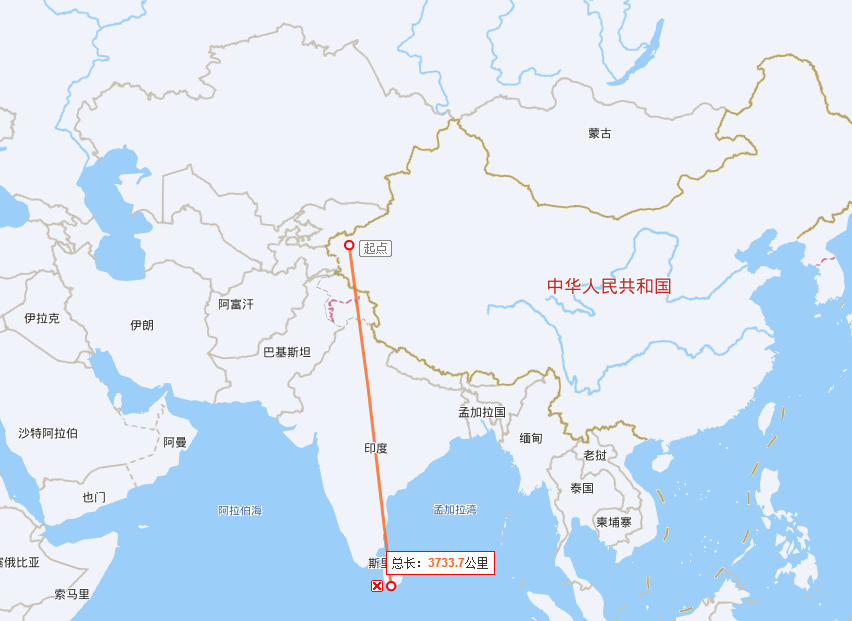 蒙古
起点
中华人民共和国
阿富汗
伊拉克
伊朗
巴基斯坦
孟加拉国
沙特阿拉伯
阿曼
缅甸
印度
老挝
泰国
也门
阿拉伯海
孟加拉湾
柬埔寨
斯里
总长：3733.7公里
俄比亚
索马里